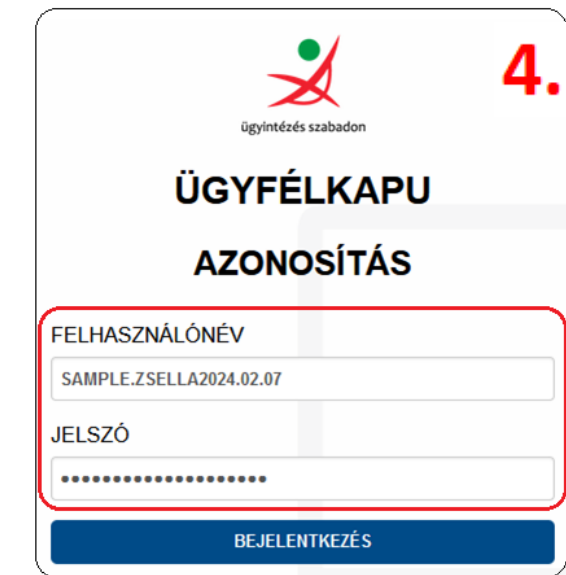 4.
ügyintézés szabadon
ÜGYFÉLKAPU
AZONOSÍTÁS
FELHASZNÁLÓNÉV
SAMPLE.ZSELLA2024.02.07
JELSZÓ
••••••••••••••••••••
BEJELENTKEZÉS